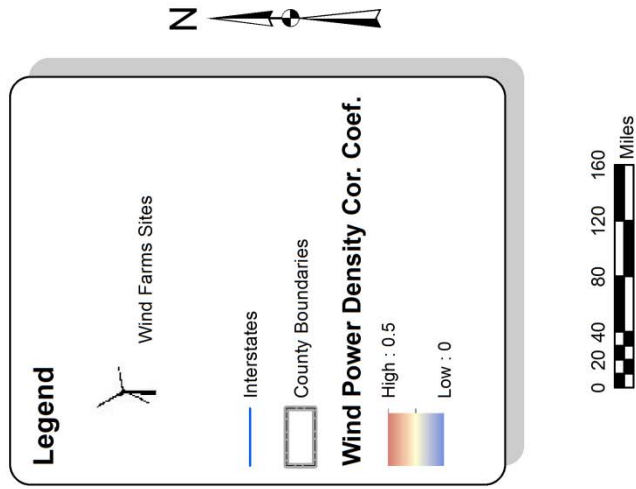 N
Legend
Wind Farms Sites
Interstates
County Boundaries
Wind Power Density Cor. Coef.
High : 0.5
Low : 0
0 20 40 80 120 160
Miles